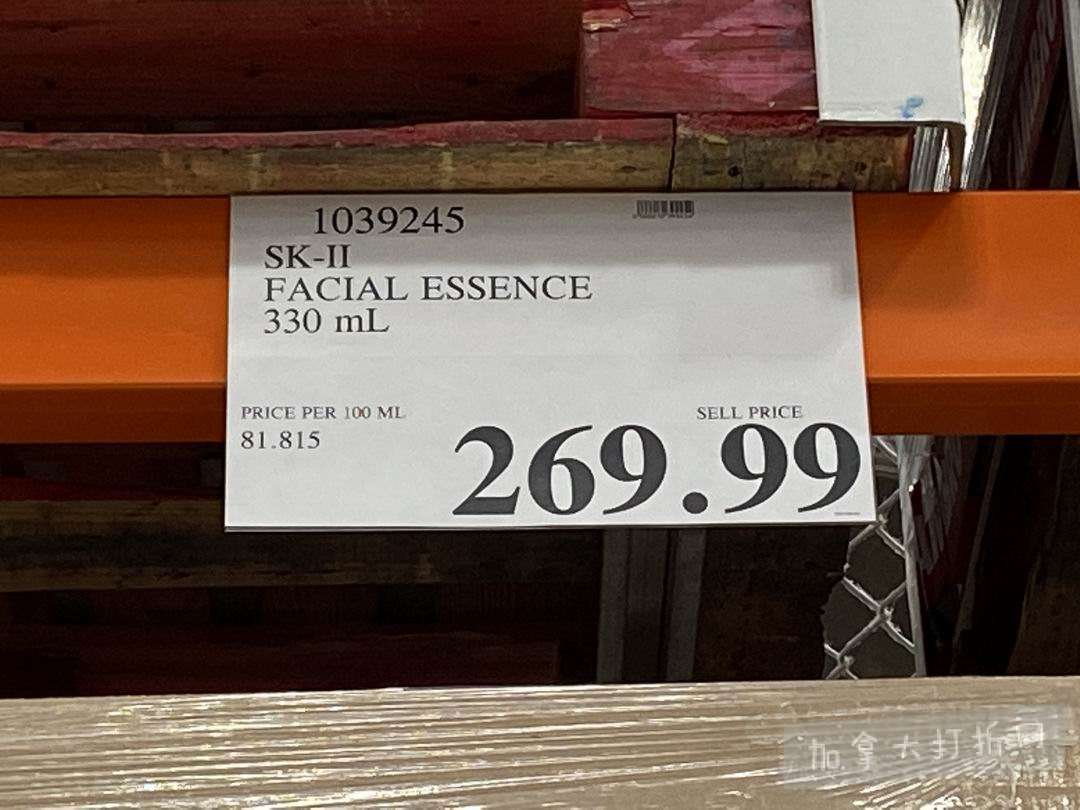 1039245
SK-II
FACIAL ESSENCE
330 mL
PRICE PER 100 ML
81.815
SELL PRICE
269.99
加拿大打折网